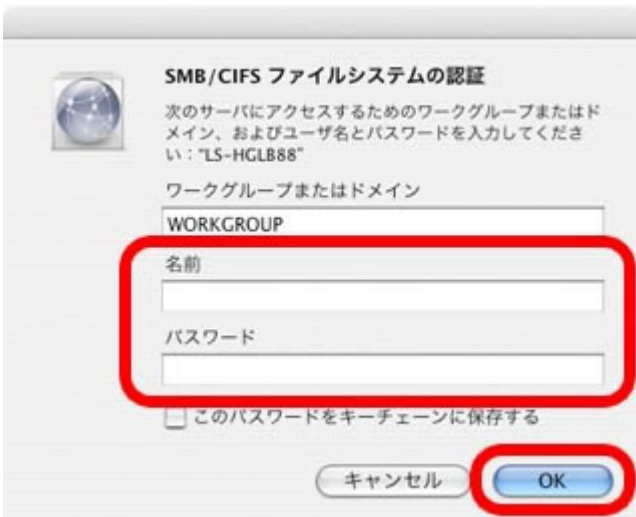 SMB/CIFS ファイルシステムの認証
次のサーバにアクセスするためのワークグループまたはド
メイン、およびユーザ名とパスワードを入力してくださ
い："LS-HGLB88"
ワークグループまたはドメイン
WORKGROUP
名前
パスワード
このパスワードをキーチェーンに保存する
キャンセル
OK